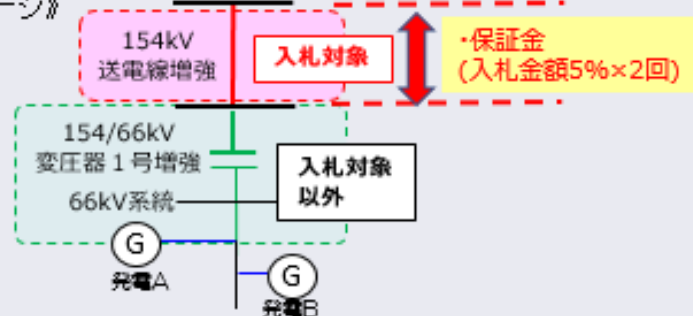 ージ》
154kV
送電線増強
入札対象
・保証金
(入札金額5%×2回)
154/66kV
変圧器1号増強
入札対象
以外
66kV系統
G
発電A
G
発電B